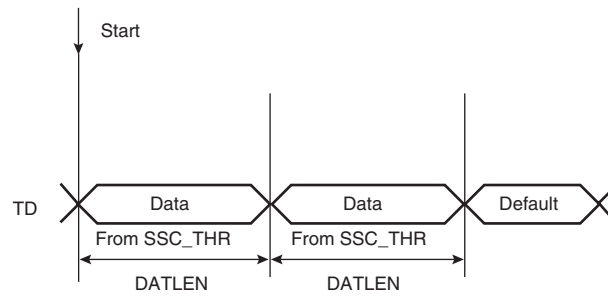 Start
TD
Data
Data
Default
From SSC_THR
From SSC_THR
DATLEN
DATLEN